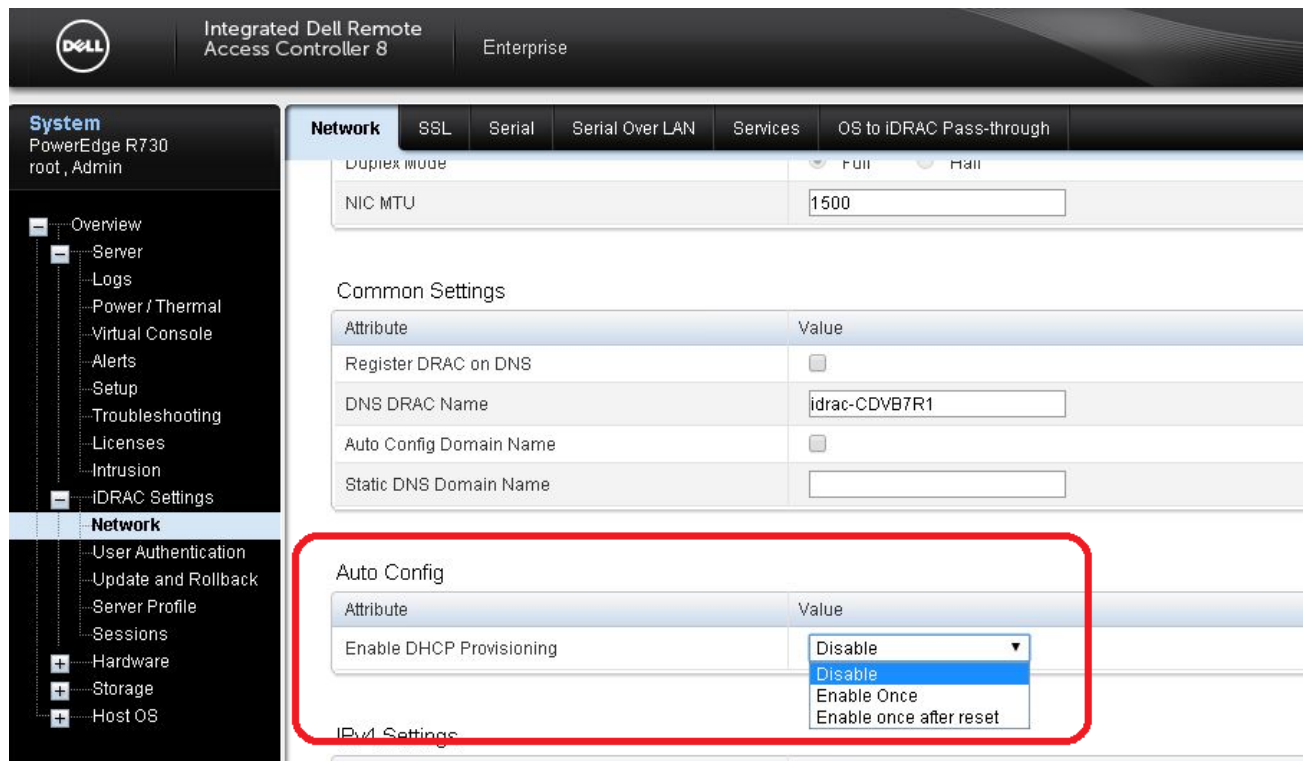 DELL
Integrated Dell Remote
Access Controller 8
Enterprise
System
PowerEdge R730
root , Admin
Overview
Server
Logs
Power / Thermal
Virtual Console
Alerts
Setup
Troubleshooting
Licenses
Intrusion
iDRAC Settings
Network
User Authentication
Update and Rollback
Server Profile
Sessions
Hardware
Storage
Host OS
Network SSL Serial Serial Over LAN Services OS to iDRAC Pass-through
Duplex Mode Full Half
NIC MTU 1500
Common Settings
Attribute Value
Register DRAC on DNS
DNS DRAC Name idrac-CDVB7R1
Auto Config Domain Name
Static DNS Domain Name
Auto Config
Attribute Value
Enable DHCP Provisioning Disable
Disable
Enable Once
Enable once after reset
IPv4 Settings